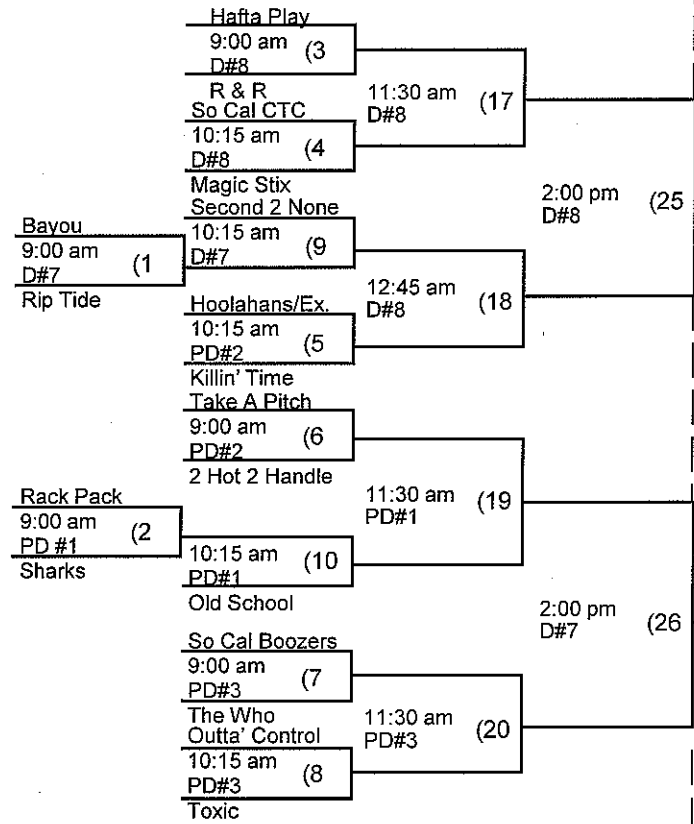 Hafta Play
9:00 am (3
D#8
R & R
So Cal CTC
10:15 am (4
D#8
Magic Stix
11:30 am (17
D#8
Second 2 None
10:15 am (9
D#7
Bayou
9:00 am (1
D#7
Rip Tide
Hoolahans/Ex.
10:15 am (5
PD#2
Killin' Time
12:45 am (18
D#8
2:00 pm (25
D#8
Take A Pitch
9:00 am (6
PD#2
2 Hot 2 Handle
Rack Pack
9:00 am (2
PD #1
Sharks
10:15 am (10
PD#1
Old School
11:30 am (19
PD#1
So Cal Boozers
9:00 am (7
PD#3
The Who
Outta' Control
10:15 am (8
PD#3
Toxic
11:30 am (20
PD#3
2:00 pm (26
D#7